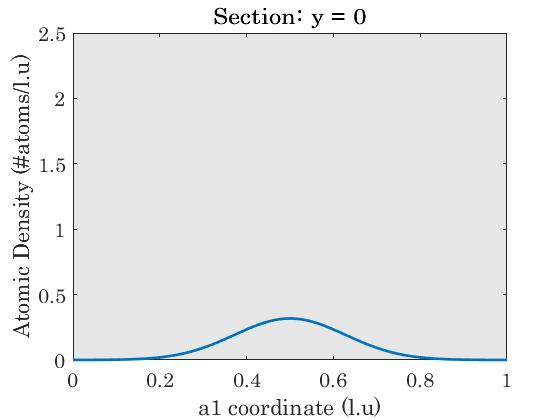 Section: y = 0
2.5
2
1.5
1
0.5
0
Atomic Density (#atoms/l.u)
0 0.2 0.4 0.6 0.8 1
a1 coordinate (l.u)